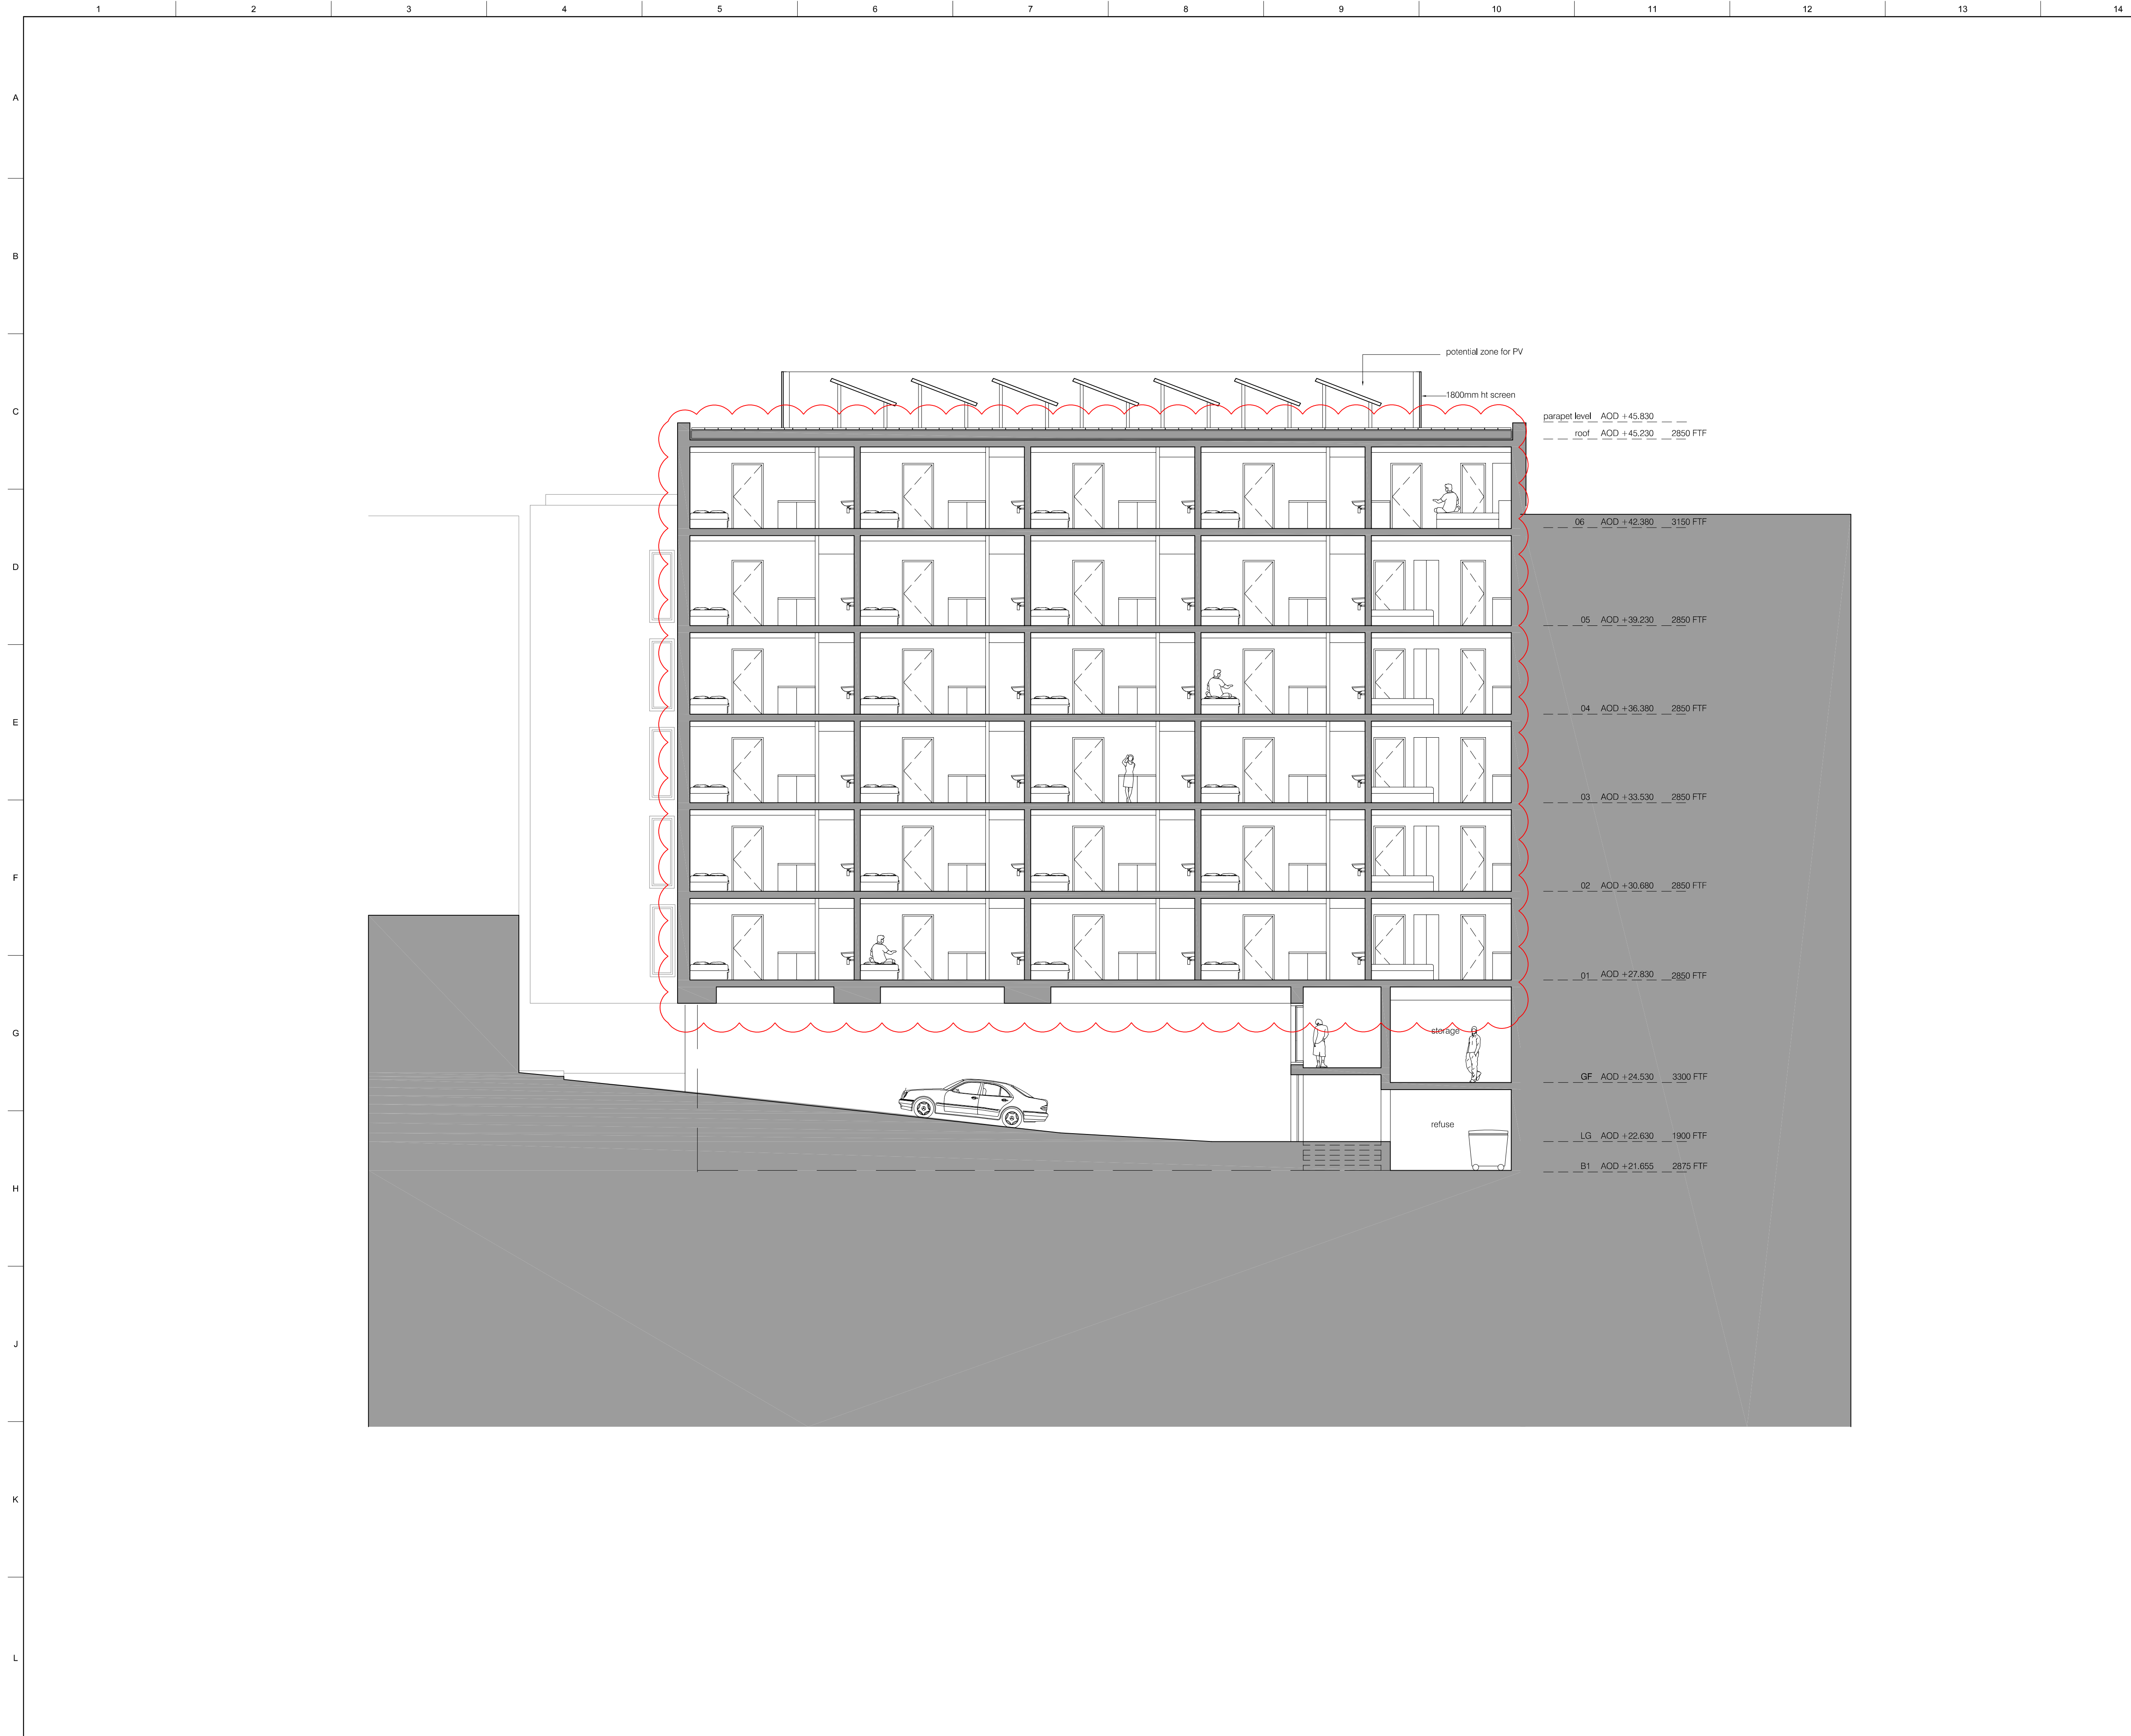 1 2 3 4 5 6 7 8 9 10 11 12 13 14
A
B
C
D
E
F
G
H
J
K
L
potential zone for PV
1800mm ht screen
parapet level AOD +45.830
roof AOD +45.230 2850 FTF
06 AOD +42.380 3150 FTF
05 AOD +39.230 2850 FTF
04 AOD +36.380 2850 FTF
03 AOD +33.530 2850 FTF
02 AOD +30.680 2850 FTF
01 AOD +27.830 2850 FTF
storage
GF AOD +24.530 3300 FTF
refuse
LG AOD +22.630 1900 FTF
B1 AOD +21.655 2875 FTF